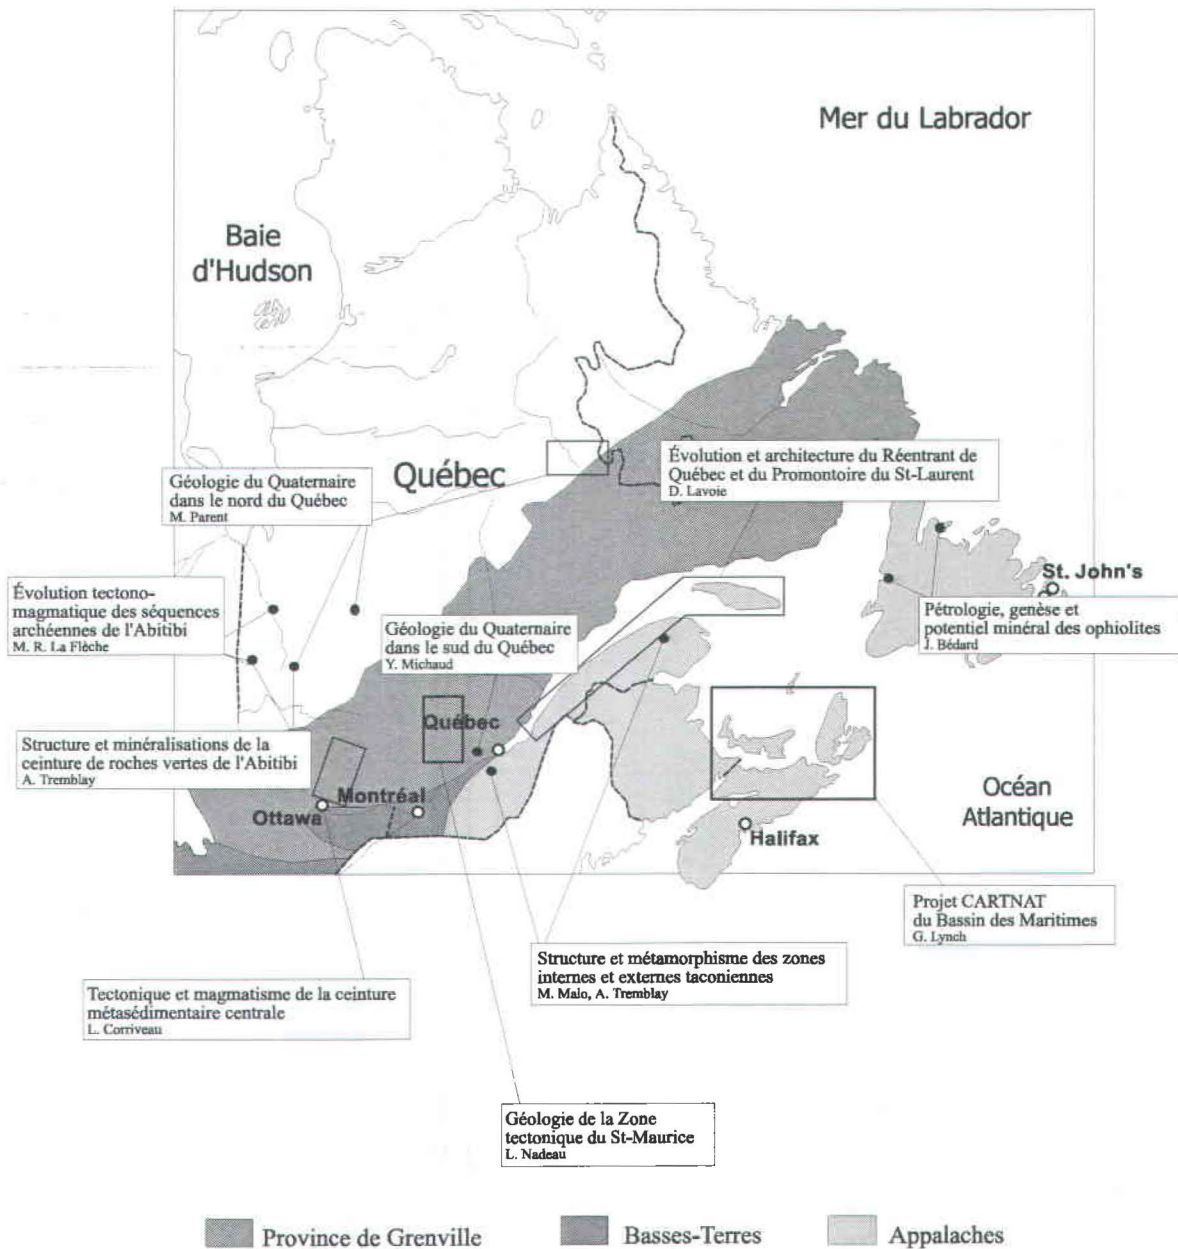 Mer du Labrador
Baie
d'Hudson
Québec
Évolution et architecture du Réentrant de
Québec et du Promontoire du St-Laurent
D. Lavoie
Géologie du Quaternaire
dans le nord du Québec
M. Parent
Évolution tectono-
magmatique des séquences
archéennes de l'Abitibi
M. R. La Flèche
Géologie du Quaternaire
dans le sud du Québec
Y. Michaud
St. John's
Pétrologie, genèse et
potentiel minéral des ophiolites
J. Bédard
Structure et minéralisations de la
ceinture de roches vertes de l'Abitibi
A. Tremblay
Québec
Montréal
Ottawa
Halifax
Océan
Atlantique
Projet CARTNAT
du Bassin des Maritimes
G. Lynch
Structure et métamorphisme des zones
internes et externes taconiennes
M. Malo, A. Tremblay
Tectonique et magmatisme de la ceinture
métasédimentaire centrale
L. Corriveau
Géologie de la Zone
tectonique du St-Maurice
L. Nadeau
Province de Grenville
Basses-Terres
Appalaches